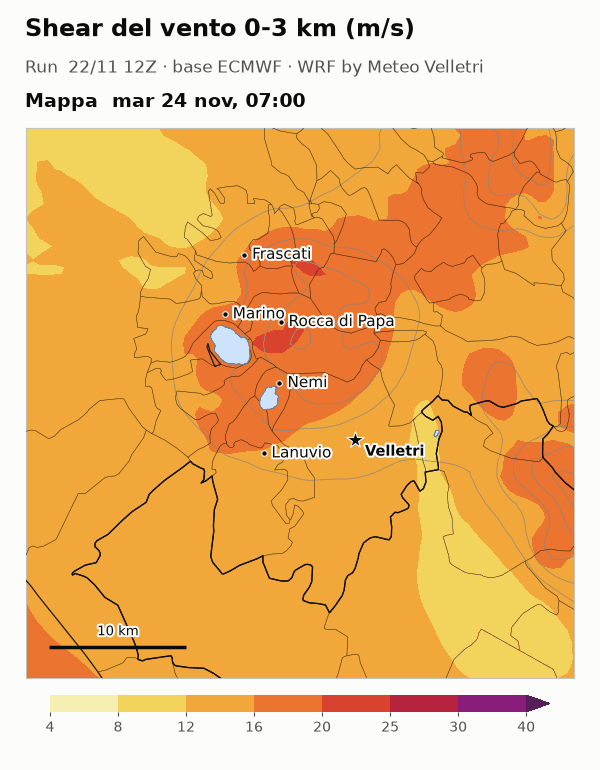 Shear del vento 0-3 km (m/s)
Run 22/11 12Z · base ECMWF · WRF by Meteo Velletri
Mappa mar 24 nov, 07:00
Frascati
Marino
Rocca di Papa
Nemi
Velletri
Lanuvio
10 km
4 8 12 16 20 25 30 40